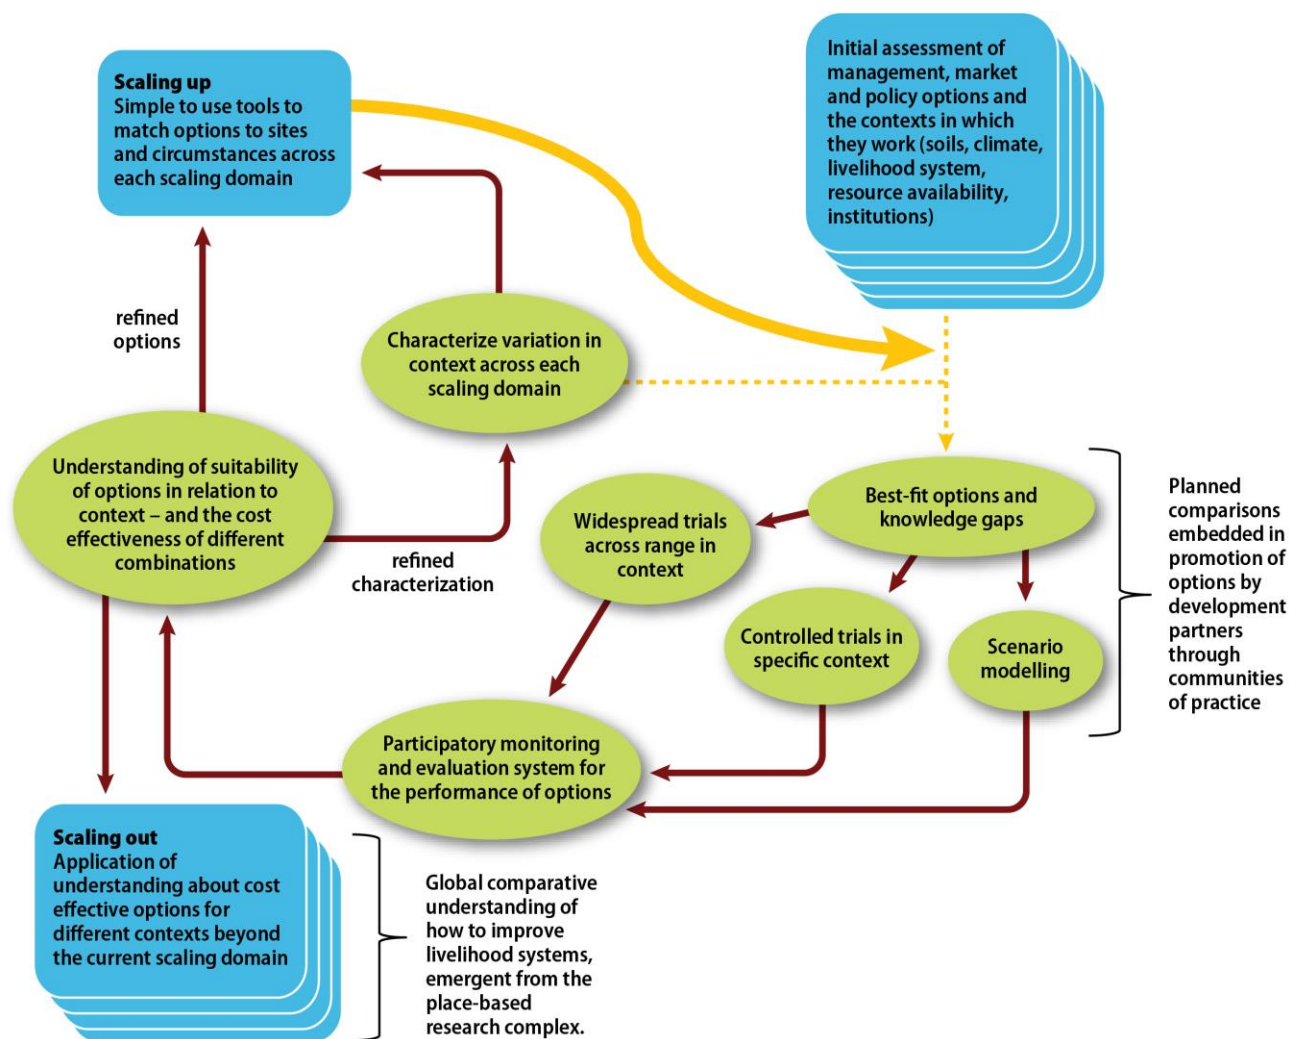 Scaling up
Simple to use tools to
match options to sites
and circumstances across
each scaling domain
Initial assessment of
management, market
and policy options and
the contexts in which
they work (soils, climate,
livelihood system,
resource availability,
institutions)
refined
options
Characterize variation in
context across each
scaling domain
Understanding of suitability
of options in relation to
context – and the cost
effectiveness of different
combinations
refined
characterization
Widespread trials
across range in
context
Best-fit options and
knowledge gaps
Controlled trials in
specific context
Scenario
modelling
Planned
comparisons
embedded in
promotion of
options by
development
partners
through
communities
of practice
Participatory monitoring
and evaluation system for
the performance of options
Scaling out
Application of
understanding about cost
effective options for
different contexts beyond
the current scaling domain
Global comparative
understanding of
how to improve
livelihood systems,
emergent from the
place-based
research complex.